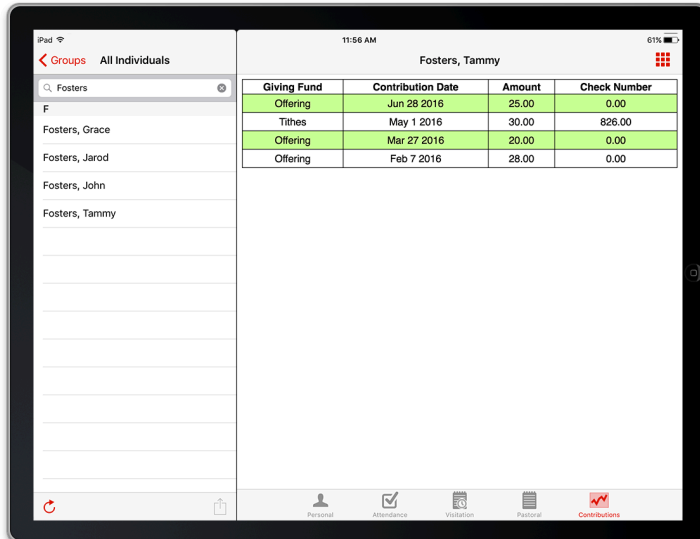 iPad 11:56 AM 61%
Groups All Individuals
Fosters, Tammy
Fosters
F
Fosters, Grace
Fosters, Jarod
Fosters, John
Fosters, Tammy
Giving Fund Contribution Date Amount Check Number
Offering Jun 28 2016 25.00 0.00
Tithes May 1 2016 30.00 826.00
Offering Mar 27 2016 20.00 0.00
Offering Feb 7 2016 28.00 0.00
Personal Attendance Visitation Pastoral Contributions